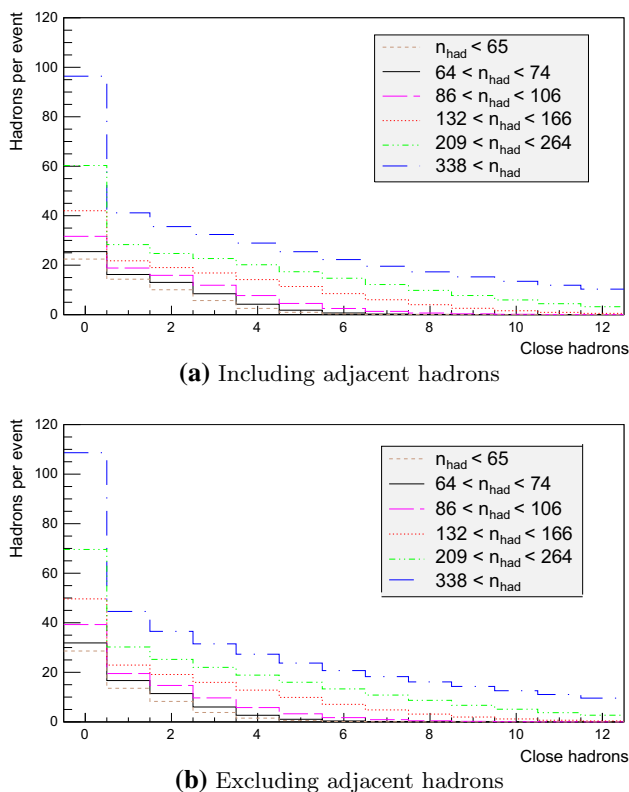 Hadrons per event
120
100
80
60
40
20
0
n_had < 65
64 < n_had < 74
86 < n_had < 106
132 < n_had < 166
209 < n_had < 264
338 < n_had
0 2 4 6 8 10 12
Close hadrons
(a) Including adjacent hadrons
Hadrons per event
120
100
80
60
40
20
0
n_had < 65
64 < n_had < 74
86 < n_had < 106
132 < n_had < 166
209 < n_had < 264
338 < n_had
0 2 4 6 8 10 12
Close hadrons
(b) Excluding adjacent hadrons